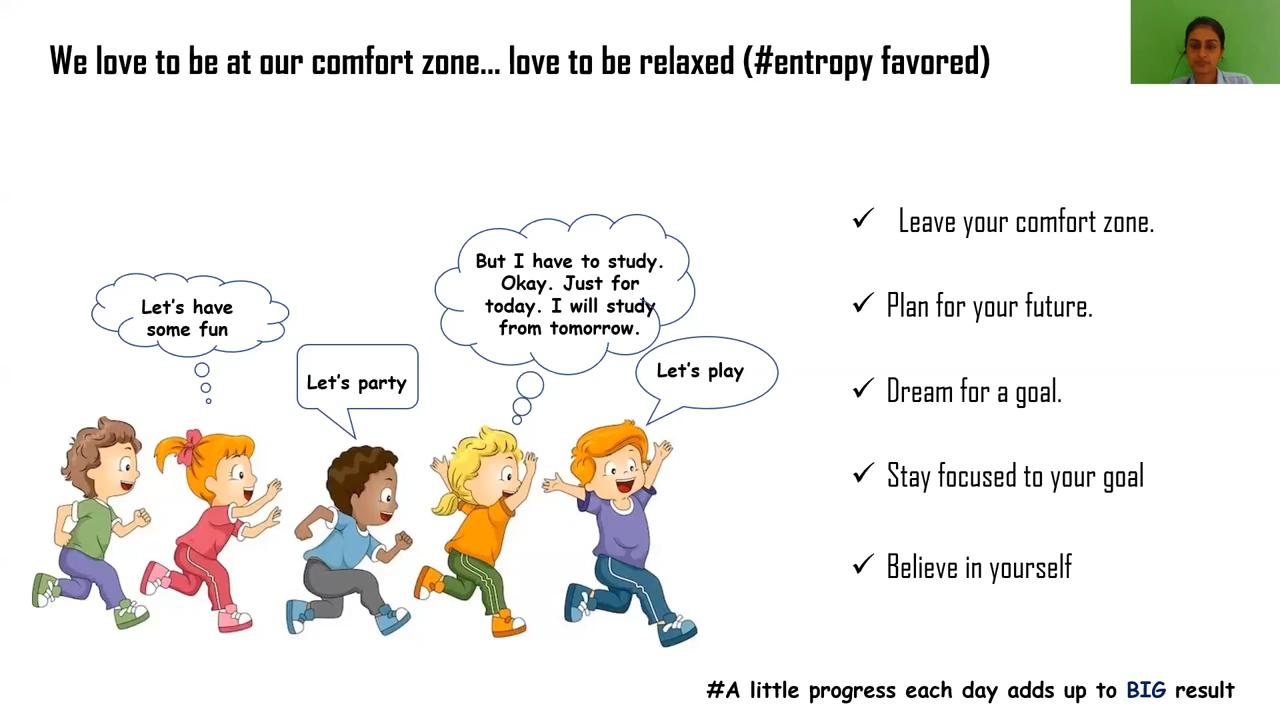 We love to be at our comfort zone... love to be relaxed (#entropy favored)
Let's have
some fun
Let's party
But I have to study.
Okay. Just for
today. I will study
from tomorrow.
Let's play
✓ Leave your comfort zone.
✓ Plan for your future.
✓ Dream for a goal.
✓ Stay focused to your goal
✓ Believe in yourself
#A little progress each day adds up to BIG result